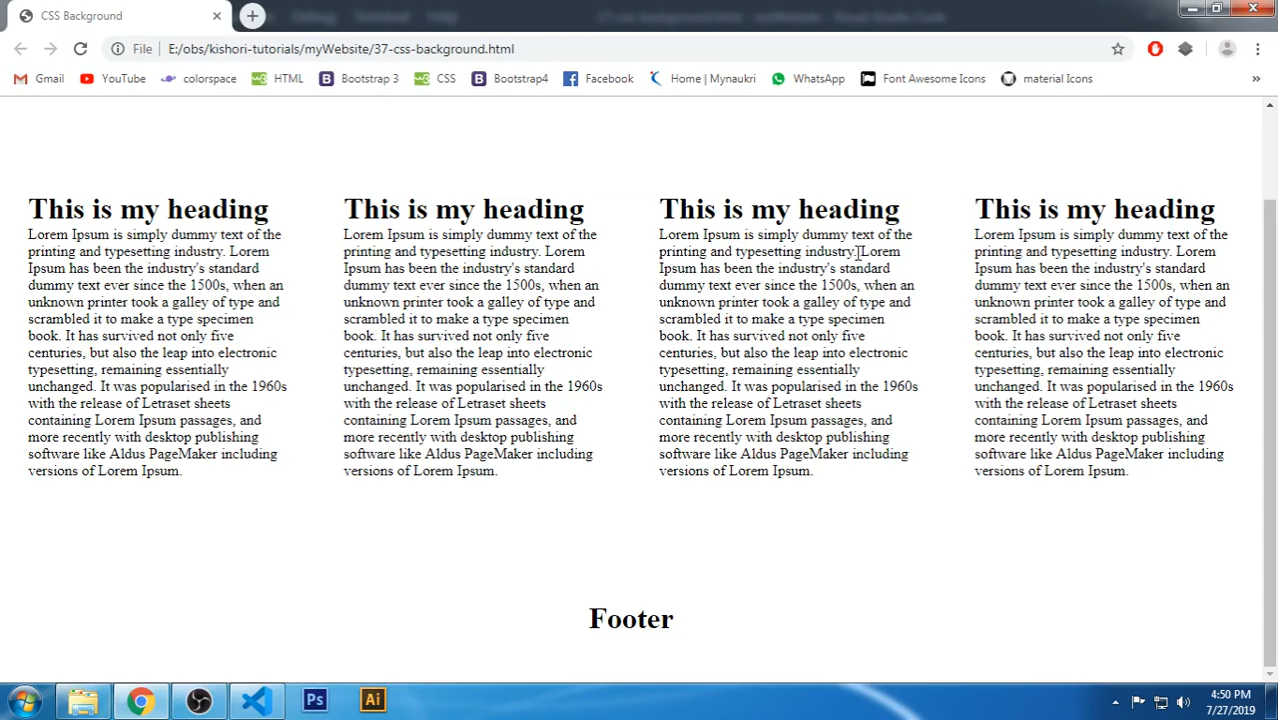 CSS Background
File
E:/obs/kishori-tutorials/myWebsite/37-css-background.html
Gmail YouTube colorspace HTML Bootstrap 3 CSS Bootstrap4 Facebook Home | Mynaukri WhatsApp Font Awesome Icons material Icons »
This is my heading
Lorem Ipsum is simply dummy text of the
printing and typesetting industry. Lorem
Ipsum has been the industry's standard
dummy text ever since the 1500s, when an
unknown printer took a galley of type and
scrambled it to make a type specimen
book. It has survived not only five
centuries, but also the leap into electronic
typesetting, remaining essentially
unchanged. It was popularised in the 1960s
with the release of Letraset sheets
containing Lorem Ipsum passages, and
more recently with desktop publishing
software like Aldus PageMaker including
versions of Lorem Ipsum.
This is my heading
Lorem Ipsum is simply dummy text of the
printing and typesetting industry. Lorem
Ipsum has been the industry's standard
dummy text ever since the 1500s, when an
unknown printer took a galley of type and
scrambled it to make a type specimen
book. It has survived not only five
centuries, but also the leap into electronic
typesetting, remaining essentially
unchanged. It was popularised in the 1960s
with the release of Letraset sheets
containing Lorem Ipsum passages, and
more recently with desktop publishing
software like Aldus PageMaker including
versions of Lorem Ipsum.
This is my heading
Lorem Ipsum is simply dummy text of the
printing and typesetting industry. Lorem
Ipsum has been the industry's standard
dummy text ever since the 1500s, when an
unknown printer took a galley of type and
scrambled it to make a type specimen
book. It has survived not only five
centuries, but also the leap into electronic
typesetting, remaining essentially
unchanged. It was popularised in the 1960s
with the release of Letraset sheets
containing Lorem Ipsum passages, and
more recently with desktop publishing
software like Aldus PageMaker including
versions of Lorem Ipsum.
This is my heading
Lorem Ipsum is simply dummy text of the
printing and typesetting industry. Lorem
Ipsum has been the industry's standard
dummy text ever since the 1500s, when an
unknown printer took a galley of type and
scrambled it to make a type specimen
book. It has survived not only five
centuries, but also the leap into electronic
typesetting, remaining essentially
unchanged. It was popularised in the 1960s
with the release of Letraset sheets
containing Lorem Ipsum passages, and
more recently with desktop publishing
software like Aldus PageMaker including
versions of Lorem Ipsum.
Footer
Ps
Ai
4:50 PM
7/27/2019